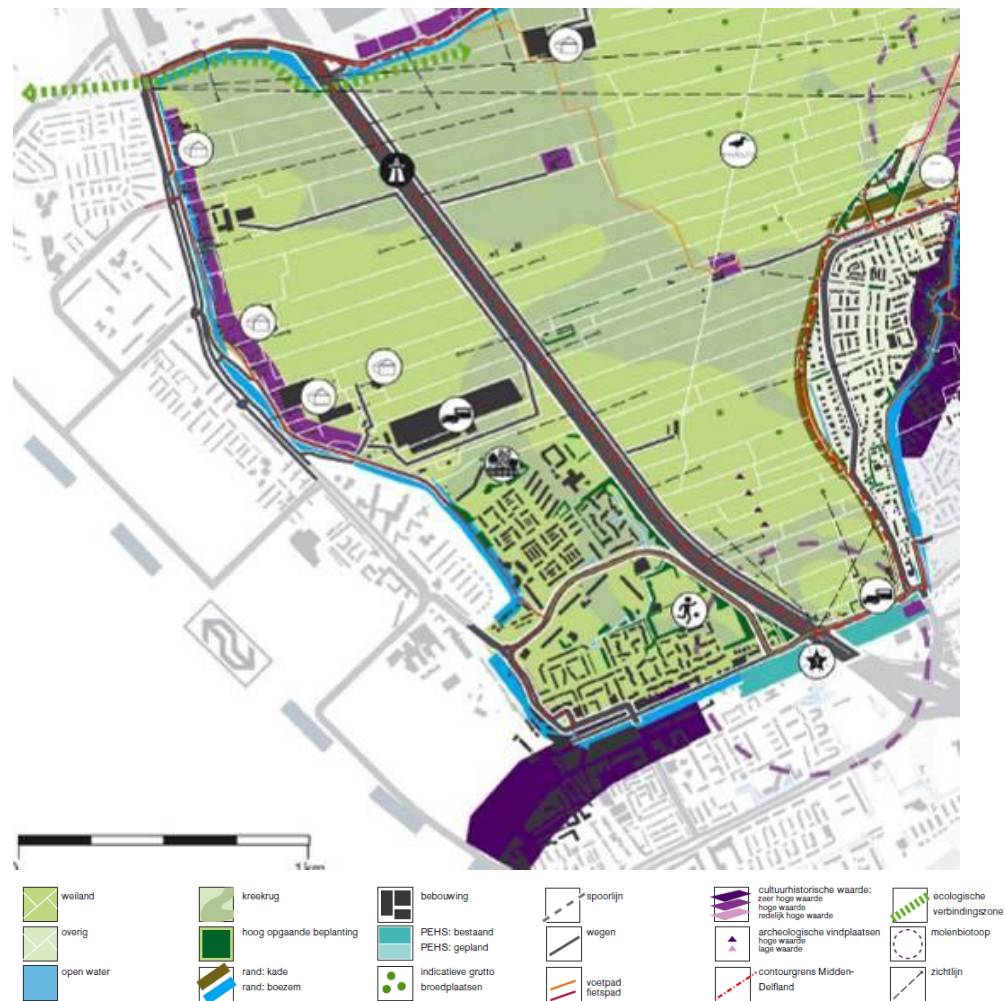 1 km
weiland
kreekrug
bebouwing
spoorlijn
cultuurhistorische waarde:
zeer hoge waarde
hoge waarde
redelijk hoge waarde
ecologische
verbindingszone
overig
hoog opgaande beplanting
PEHS: bestaand
PEHS: gepland
wegen
archeologische vindplaatsen
hoge waarde
lage waarde
molenbiotoop
open water
rand: kade
rand: boezem
indicatieve grutto
broedplaatsen
voetpad
fietspad
contourgrens Midden-
Delfland
zichtlijn